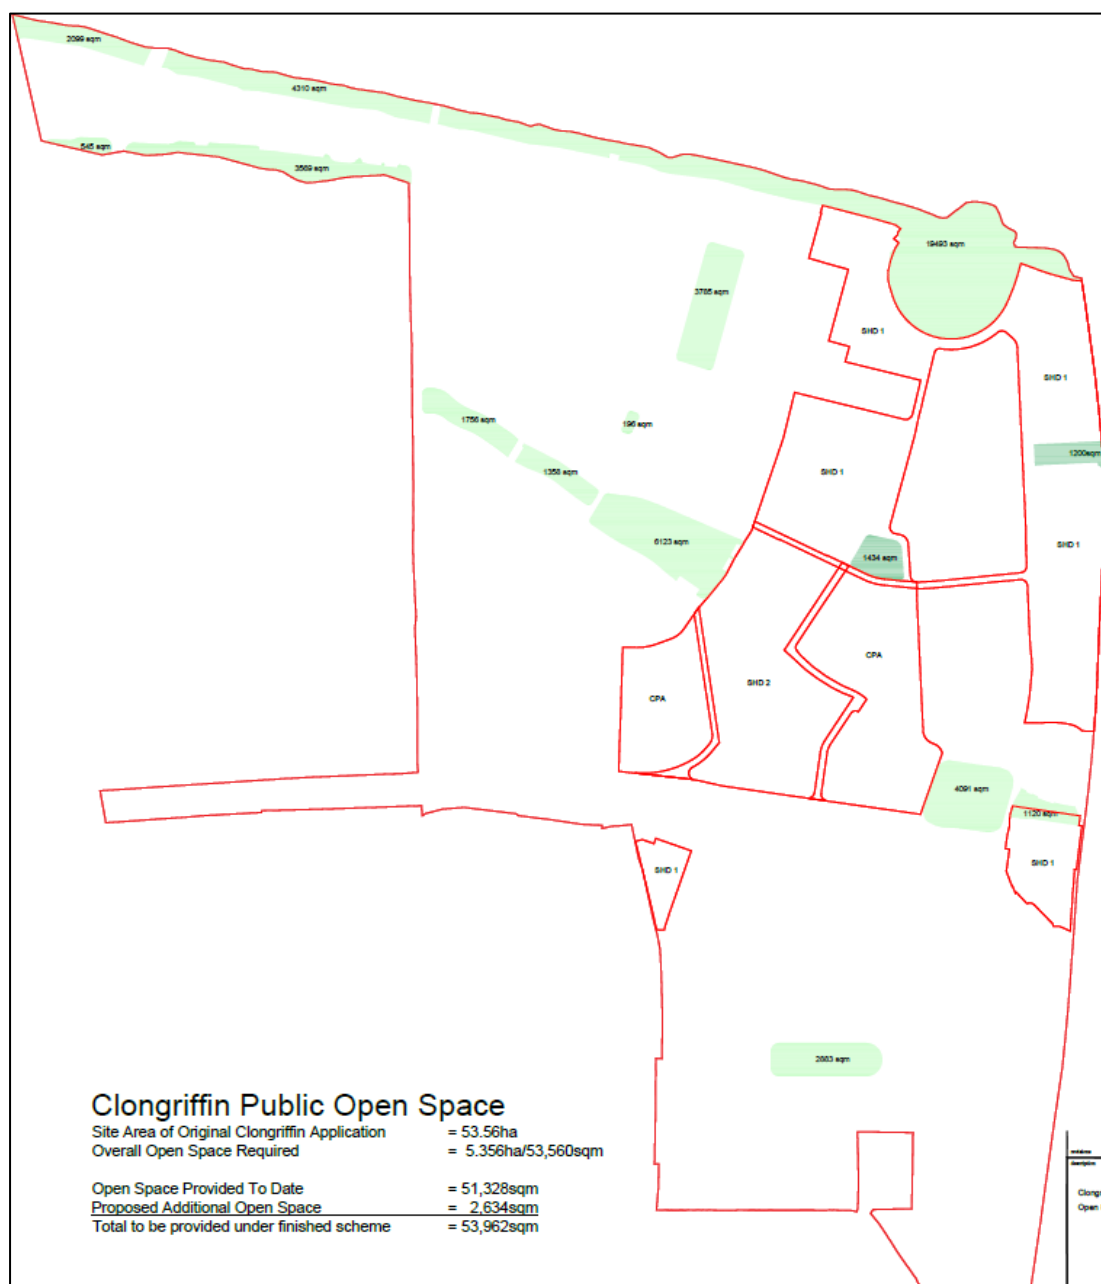 2099 sqm
4310 sqm
545 sqm
3569 sqm
19493 sqm
3785 sqm
SHD 1
SHD 1
1756 sqm
196 sqm
1358 sqm
SHD 1
1200sqm
6123 sqm
1434 sqm
SHD 1
CPA
SHD 2
CPA
4091 sqm
1120 sqm
SHD 1
SHD 1
2883 sqm
Clongriffin Public Open Space
Site Area of Original Clongriffin Application = 53.56ha
Overall Open Space Required = 5.356ha/53,560sqm
Open Space Provided To Date = 51,328sqm
Proposed Additional Open Space = 2,634sqm
Total to be provided under finished scheme = 53,962sqm
description
Clong
Open